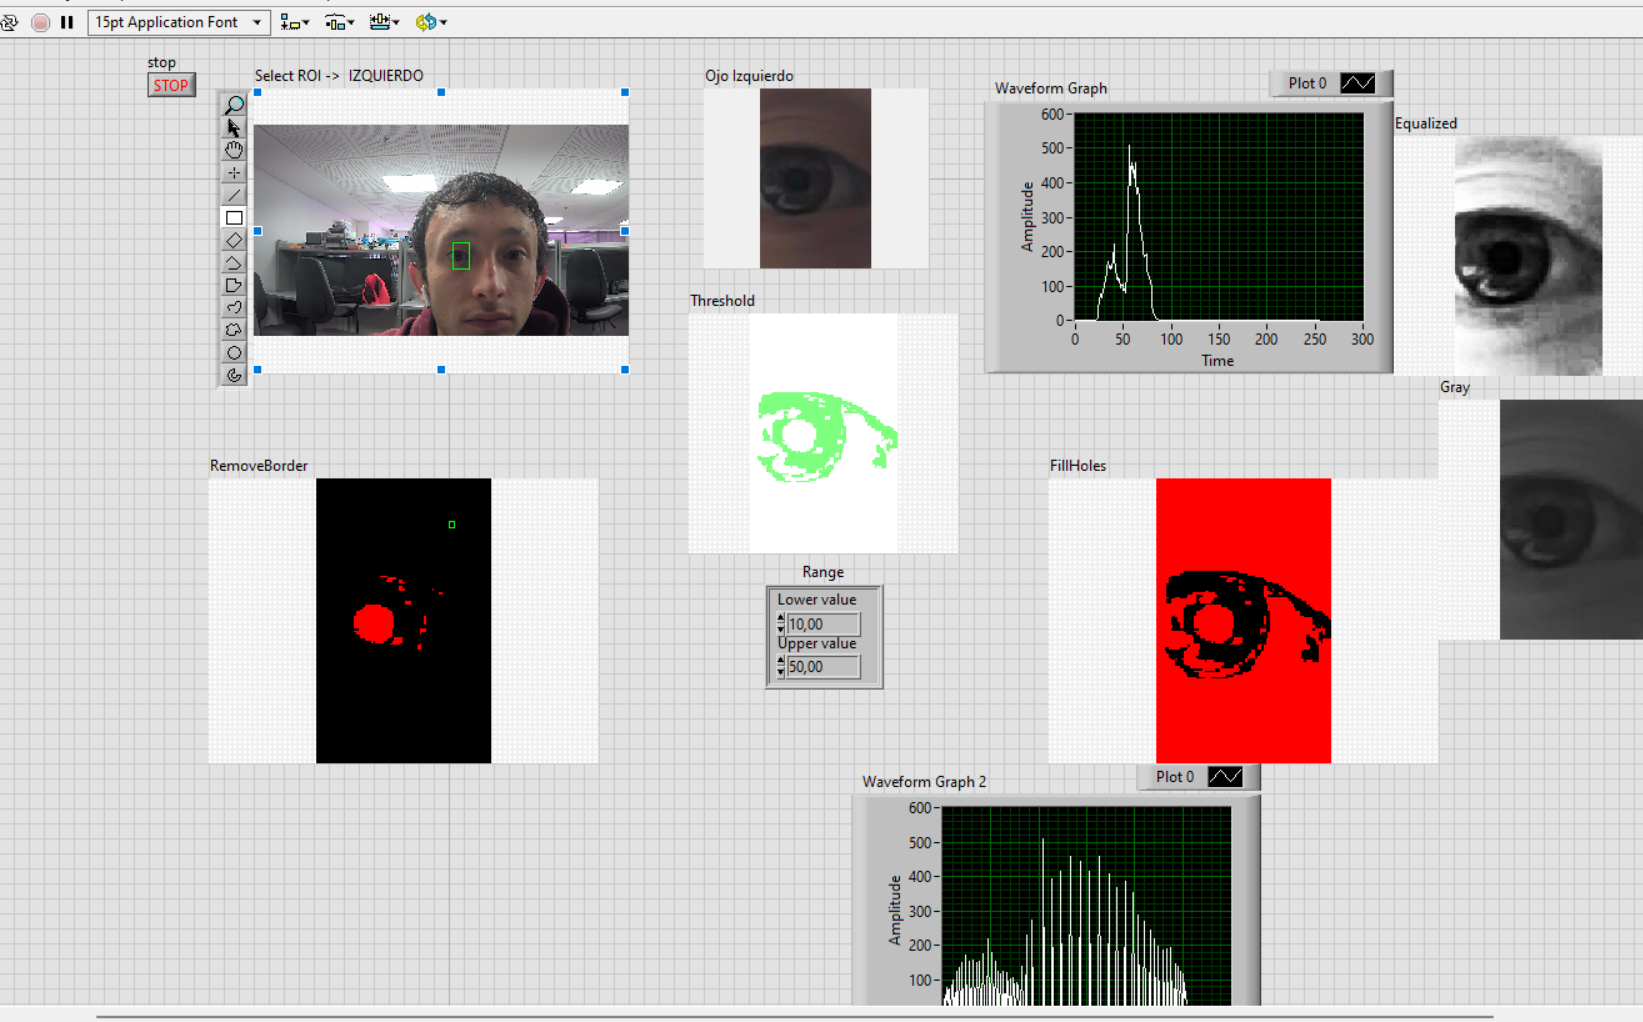 15pt Application Font
stop
STOP
Select ROI -> IZQUIERDO
Ojo Izquierdo
Waveform Graph
Plot 0
600
500
400
300
200
100
0
Amplitude
0 50 100 150 200 250 300
Time
Equalized
Threshold
Gray
RemoveBorder
FillHoles
Range
Lower value
10,00
Upper value
50,00
Waveform Graph 2
Plot 0
600
500
400
300
200
100
Amplitude